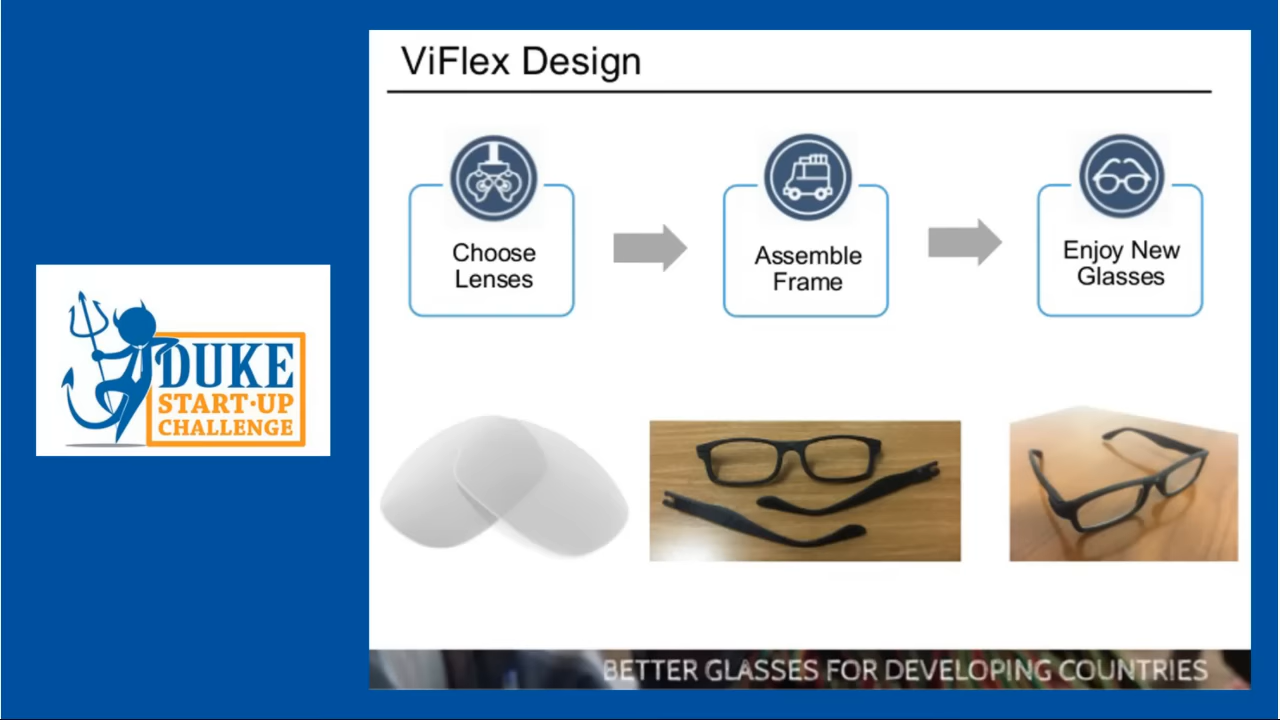 ViFlex Design
Choose
Lenses
Assemble
Frame
Enjoy New
Glasses
DUKE
START·UP
CHALLENGE
BETTER GLASSES FOR DEVELOPING COUNTRIES